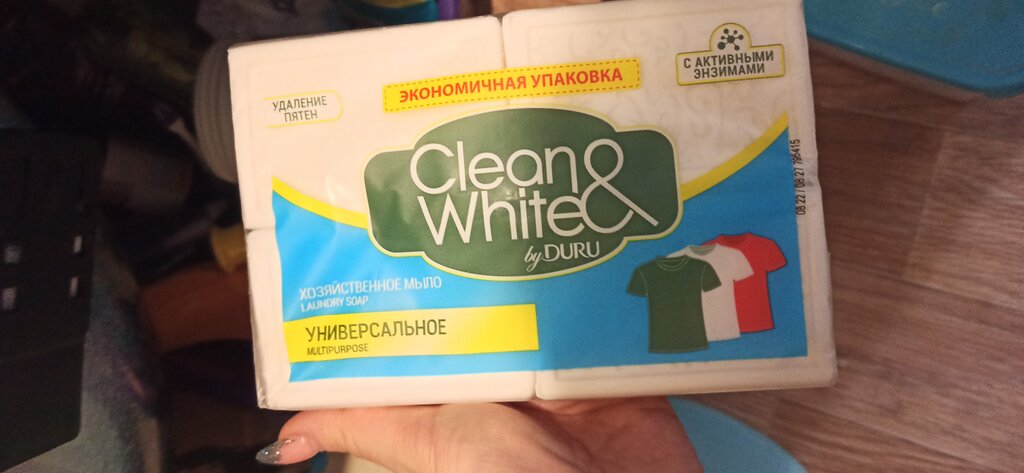 УДАЛЕНИЕ
ПЯТЕН
ЭКОНОМИЧНАЯ УПАКОВКА
С АКТИВНЫМИ
ЭНЗИМАМИ
Clean &
White
by DURU
ХОЗЯЙСТВЕННОЕ МЫЛО
LAUNDRY SOAP
УНИВЕРСАЛЬНОЕ
MULTIPURPOSE